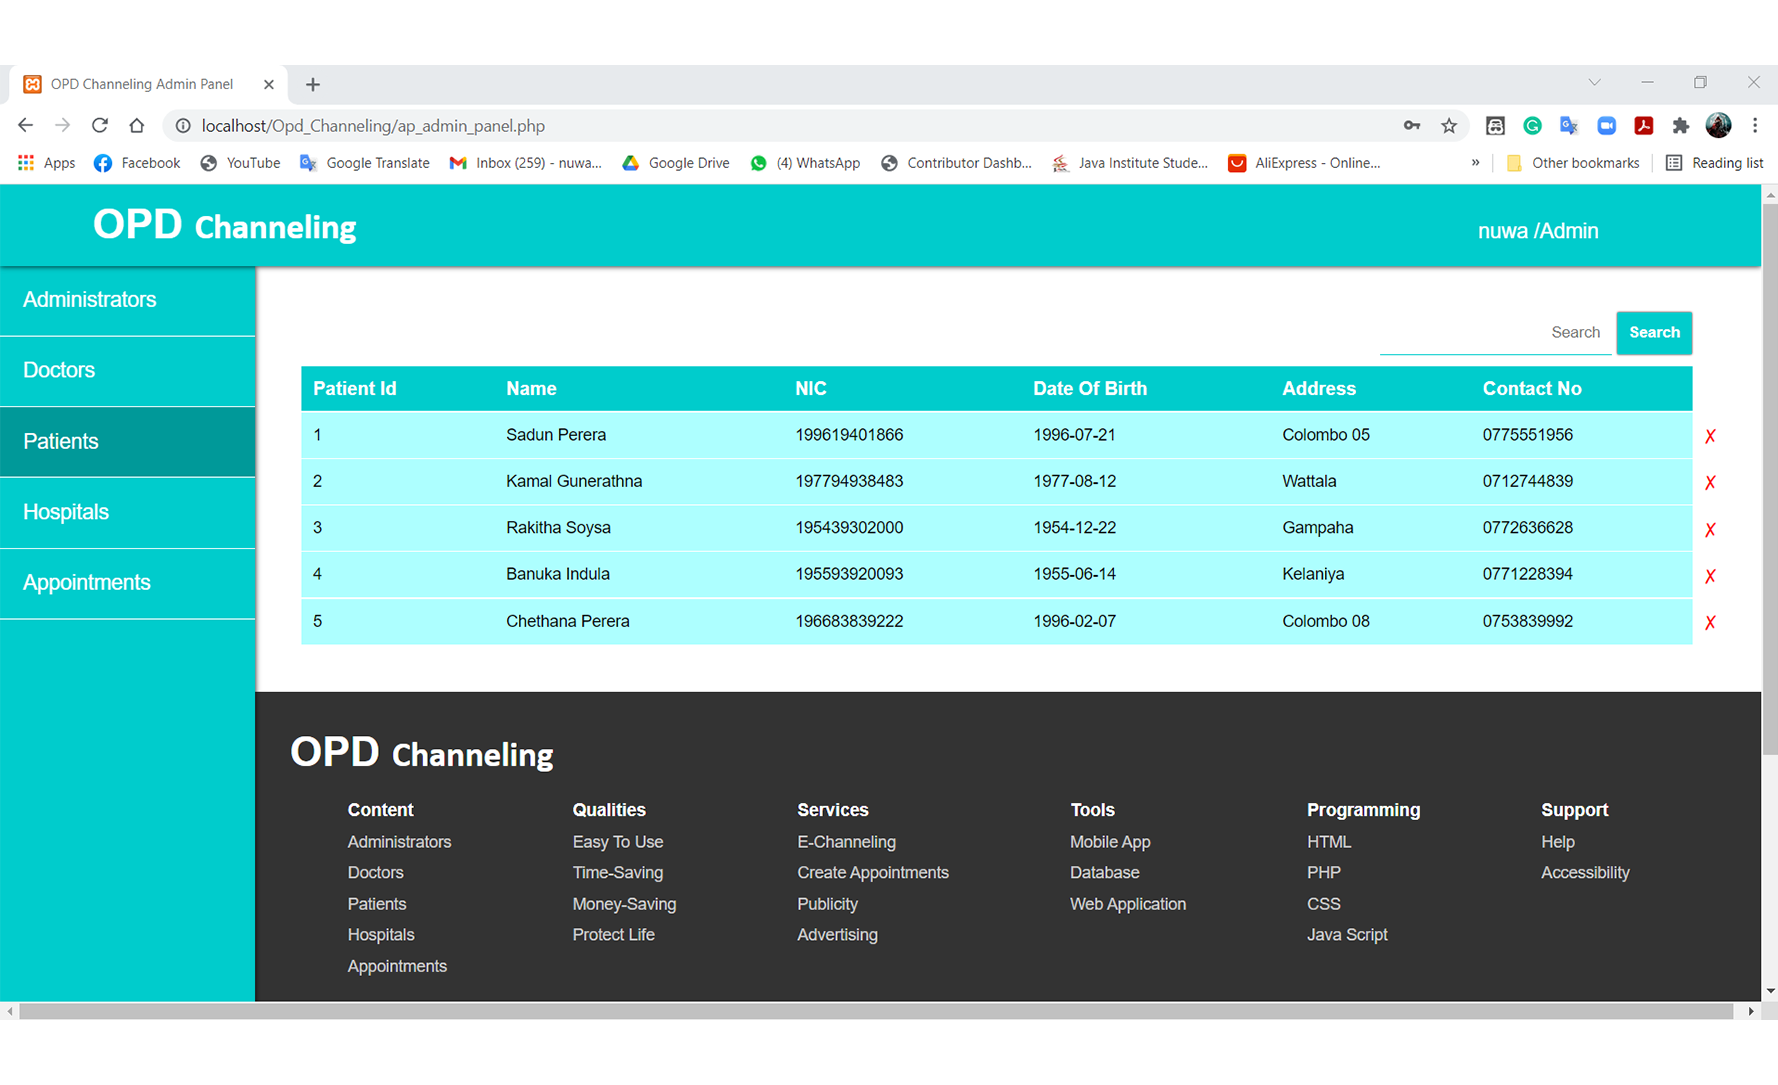 OPD Channeling Admin Panel
localhost/Opd_Channeling/ap_admin_panel.php
Apps Facebook YouTube Google Translate Inbox (259) - nuwa... Google Drive (4) WhatsApp Contributor Dashb... Java Institute Stude... AliExpress - Online... » Other bookmarks Reading list
OPD Channeling
nuwa /Admin
Administrators
Doctors
Patients
Hospitals
Appointments
Search Search
Patient Id Name NIC Date Of Birth Address Contact No
1 Sadun Perera 199619401866 1996-07-21 Colombo 05 0775551956 ✗
2 Kamal Gunerathna 197794938483 1977-08-12 Wattala 0712744839 ✗
3 Rakitha Soysa 195439302000 1954-12-22 Gampaha 0772636628 ✗
4 Banuka Indula 195593920093 1955-06-14 Kelaniya 0771228394 ✗
5 Chethana Perera 196683839222 1996-02-07 Colombo 08 0753839992 ✗
OPD Channeling
Content Qualities Services Tools Programming Support
Administrators Easy To Use E-Channeling Mobile App HTML Help
Doctors Time-Saving Create Appointments Database PHP Accessibility
Patients Money-Saving Publicity Web Application CSS
Hospitals Protect Life Advertising Java Script
Appointments